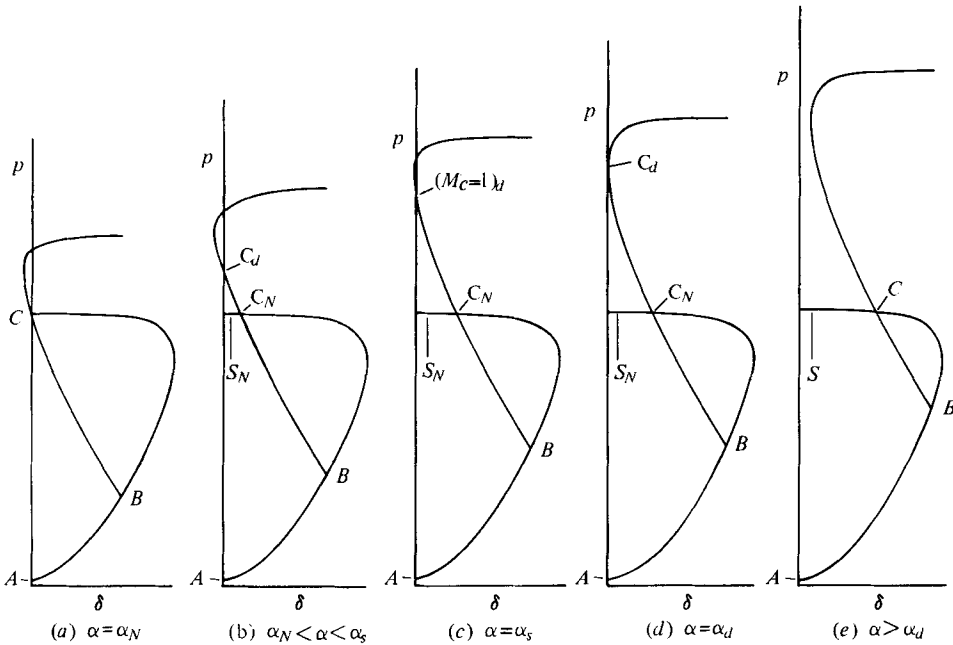 p
C
A
B
δ
(a) α=α_N
p
C_d
C_N
S_N
A
B
δ
(b) α_N<α<α_s
p
(M_C=1)_d
C_N
S_N
A
B
δ
(c) α=α_s
p
C_d
C_N
S_N
A
B
δ
(d) α=α_d
p
C
S
A
B
δ
(e) α>α_d